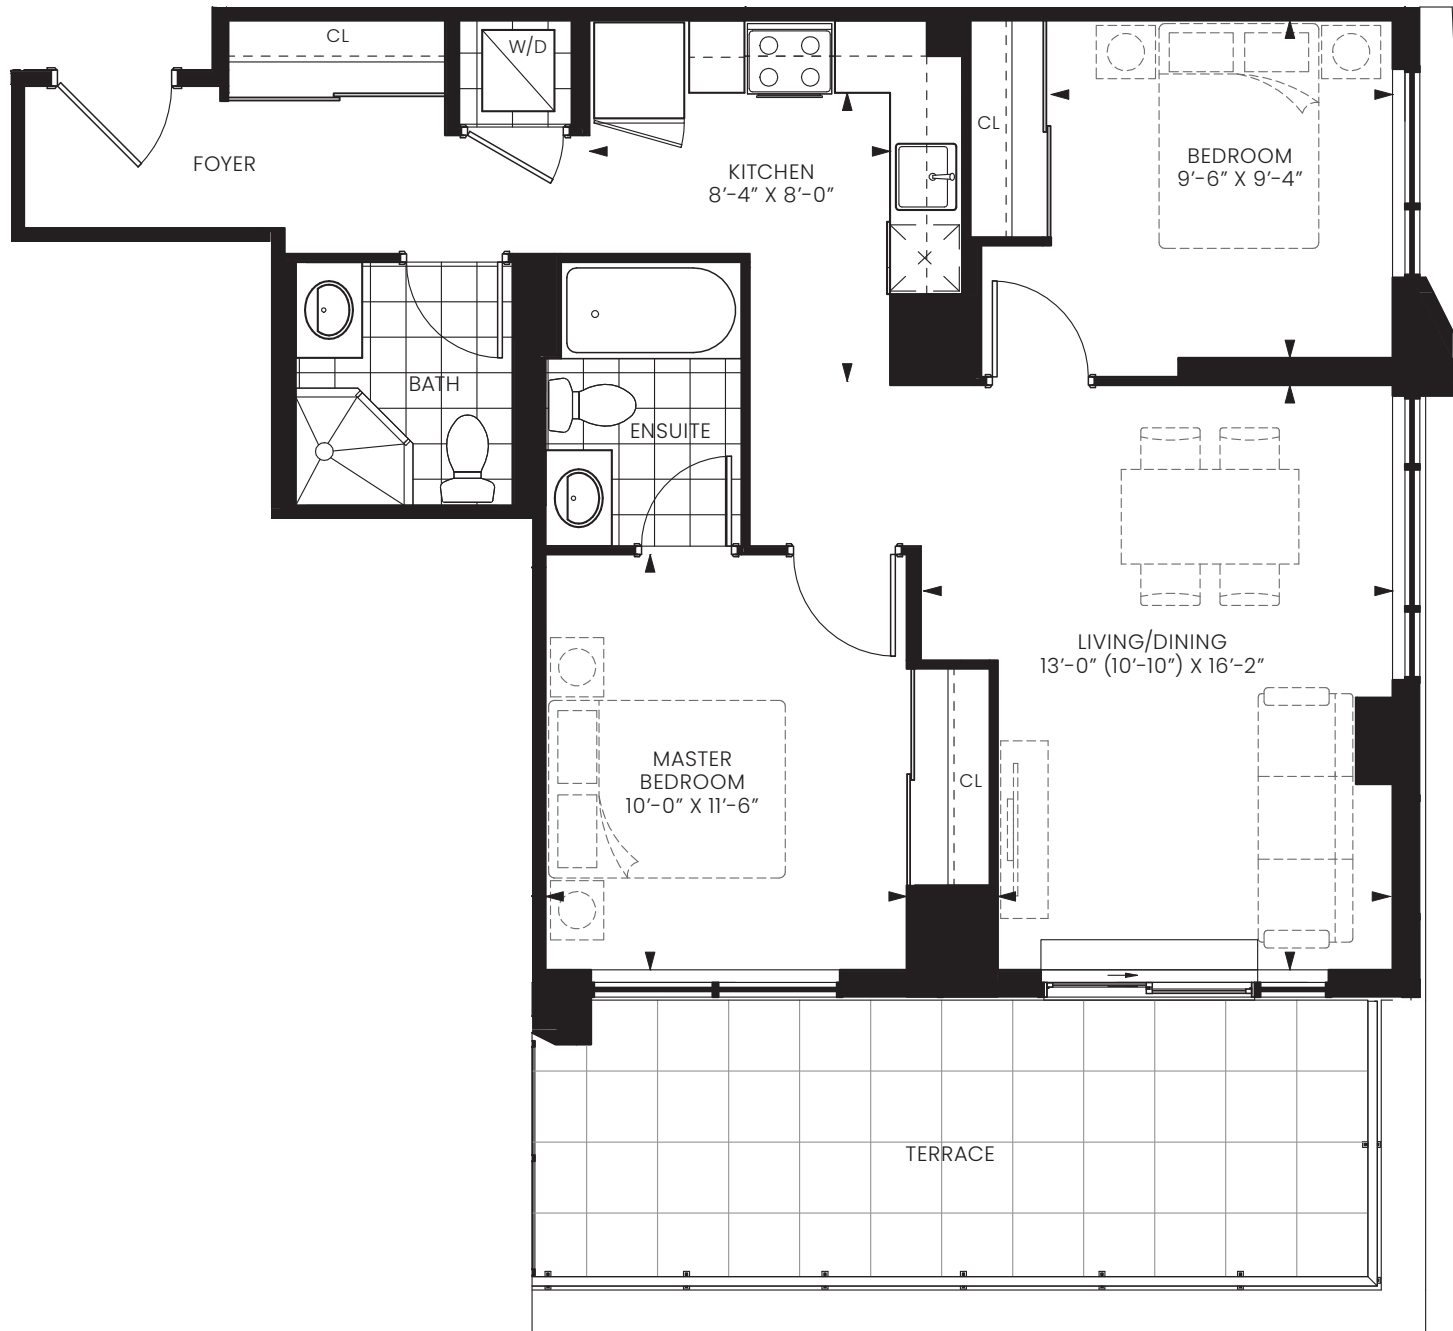 CL
W/D
FOYER
KITCHEN
8’-4” X 8’-0”
CL
BEDROOM
9’-6” X 9’-4”
BATH
ENSUITE
LIVING/DINING
13’-0” (10’-10”) X 16’-2”
MASTER
BEDROOM
10’-0” X 11’-6”
CL
TERRACE